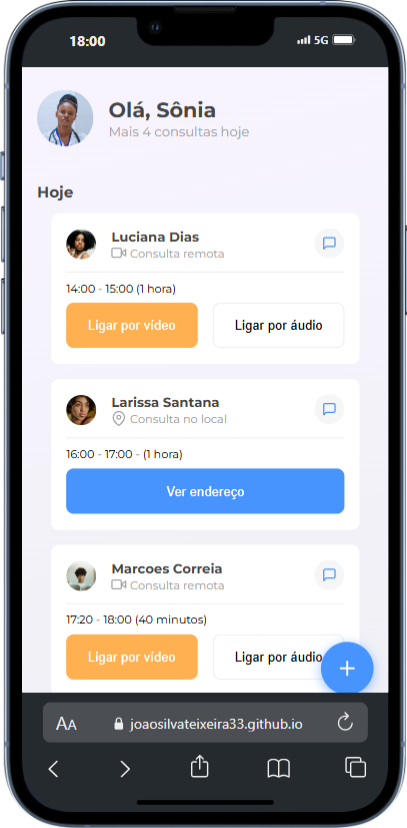 18:00
5G
Olá, Sônia
Mais 4 consultas hoje
Hoje
Luciana Dias
Consulta remota
14:00 - 15:00 (1 hora)
Ligar por vídeo
Ligar por áudio
Larissa Santana
Consulta no local
16:00 - 17:00 - (1 hora)
Ver endereço
Marcoes Correia
Consulta remota
17:20 - 18:00 (40 minutos)
Ligar por vídeo
Ligar por áudio
+
AA
joaosilvateixeira33.github.io